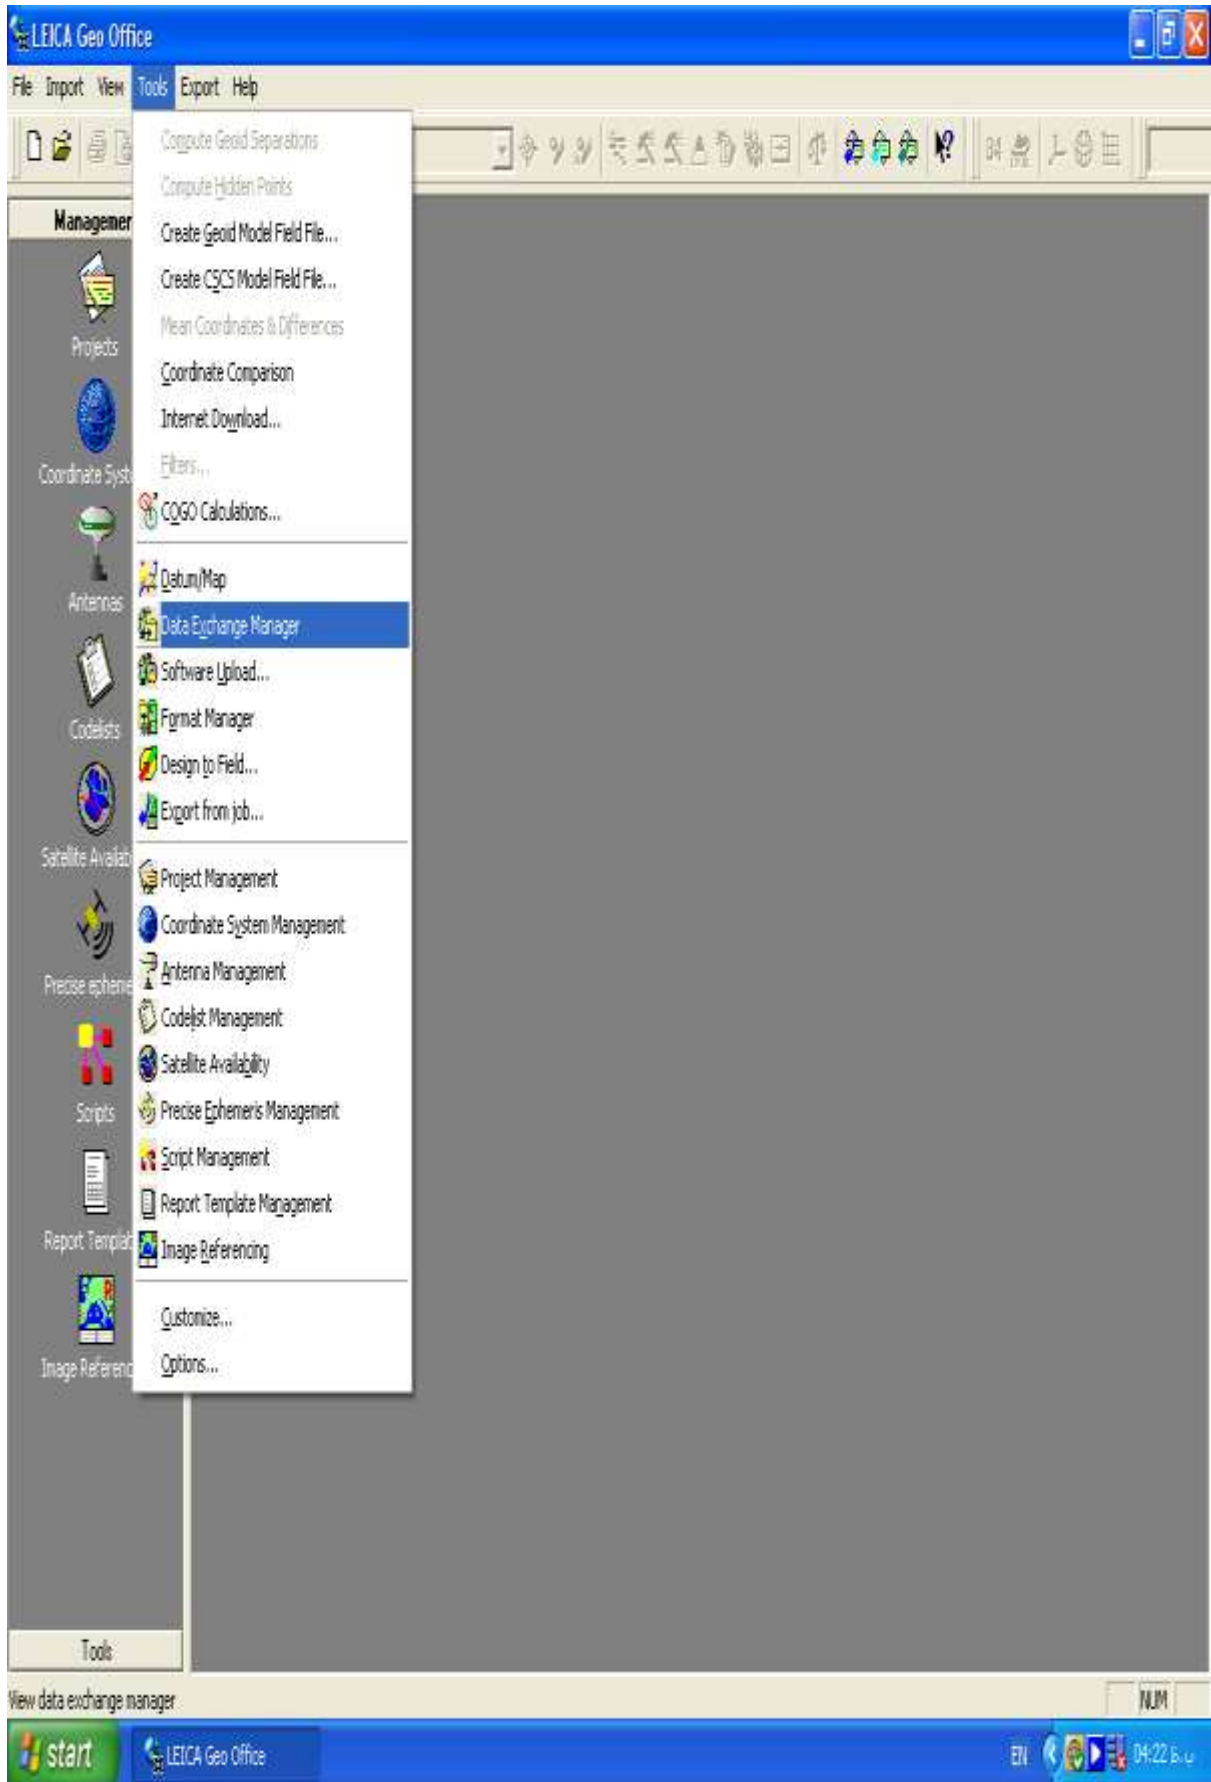 LEICA Geo Office
File Import View Tools Export Help
Compute Geoid Separations
Compute Hidden Points
Create Geoid Model Field File...
Create CSCS Model Field File...
Mean Coordinates & Differences
Coordinate Comparison
Internet Download...
Filters...
COGO Calculations...
Datum/Map
Data Exchange Manager
Software Upload...
Format Manager
Design to Field...
Export from job...
Project Management
Coordinate System Management
Antenna Management
Codelist Management
Satellite Availability
Precise Ephemeris Management
Script Management
Report Template Management
Image Referencing
Customize...
Options...
Managemen
Projects
Coordinate Syst
Antennas
Codelists
Satellite Availab
Precise epheme
Scripts
Report Templat
Image Referenc
Tools
View data exchange manager
NUM
start
LEICA Geo Office
EN
04:22 ب.ظ